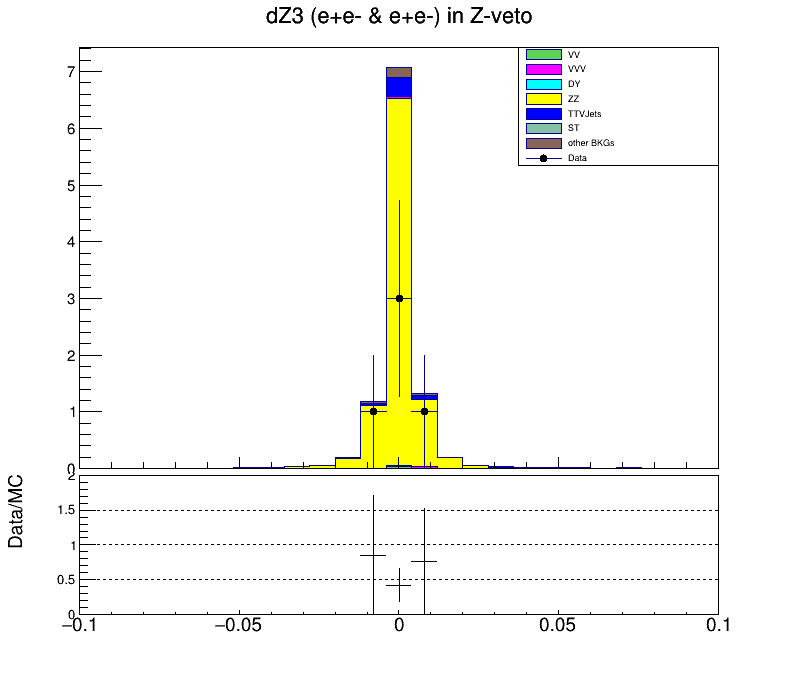 dZ3 (e+e- & e+e-) in Z-veto
VV
VVV
DY
ZZ
TTVJets
ST
other BKGs
Data
7
6
5
4
3
2
1
0
Data/MC
2
1.5
1
0.5
0
−0.1 −0.05 0 0.05 0.1